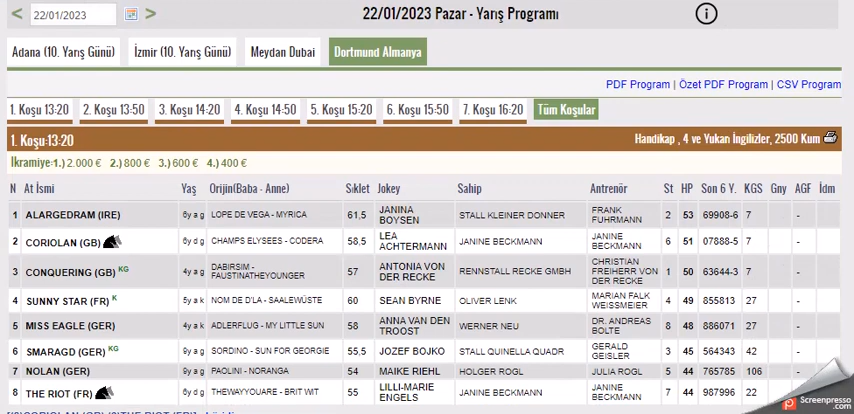 22/01/2023
22/01/2023 Pazar - Yarış Programı
Adana (10. Yarış Günü) İzmir (10. Yarış Günü) Meydan Dubai Dortmund Almanya
PDF Program | Özet PDF Program | CSV Program
1. Koşu 13:20 2. Koşu 13:50 3. Koşu 14:20 4. Koşu 14:50 5. Koşu 15:20 6. Koşu 15:50 7. Koşu 16:20 Tüm Koşular
1. Koşu:13:20 Handikap , 4 ve Yukarı İngilizler, 2500 Kum
İkramiye:1.) 2.000 € 2.) 800 € 3.) 600 € 4.) 400 €
N At İsmi Yaş Orijin(Baba - Anne) Sıklet Jokey Sahip Antrenör St HP Son 6 Y. KGS Gny AGF İdm
1 ALARGEDRAM (IRE) 6y a g LOPE DE VEGA - MYRICA 61,5 JANINA BOYSEN STALL KLEINER DONNER FRANK FUHRMANN 2 53 69908-6 7 -
2 CORIOLAN (GB) 6y d g CHAMPS ELYSEES - CODERA 58,5 LEA ACHTERMANN JANINE BECKMANN JANINE BECKMANN 6 51 07888-5 7 -
3 CONQUERING (GB) KG 4y a g DABIRSIM - FAUSTINATHEYOUNGER 57 ANTONIA VON DER RECKE RENNSTALL RECKE GMBH CHRISTIAN FREIHERR VON DER RECKE 1 50 63644-3 7 -
4 SUNNY STAR (FR) K 5y a k NOM DE D'LA - SAALEWÜSTE 60 SEAN BYRNE OLIVER LENK MARIAN FALK WEISSMEIER 4 49 855813 27 -
5 MISS EAGLE (GER) 4y a k ADLERFLUG - MY LITTLE SUN 58 ANNA VAN DEN TROOST WERNER NEU DR. ANDREAS BOLTE 8 48 886071 27 -
6 SMARAGD (GER) KG 9y a g SORDINO - SUN FOR GEORGIE 55,5 JOZEF BOJKO STALL QUINELLA QUADR GERALD GEISLER 3 45 564343 42 -
7 NOLAN (GER) 9y a g PAOLINI - NORANGA 54 MAIKE RIEHL HOLGER ROGL JULIA ROGL 5 44 765785 106 -
8 THE RIOT (FR) 6y d g THEWAYYOUARE - BRIT WIT 55 LILLI-MARIE ENGELS JANINE BECKMANN JANINE BECKMANN 7 44 987996 22 -
Screenpresso
.com